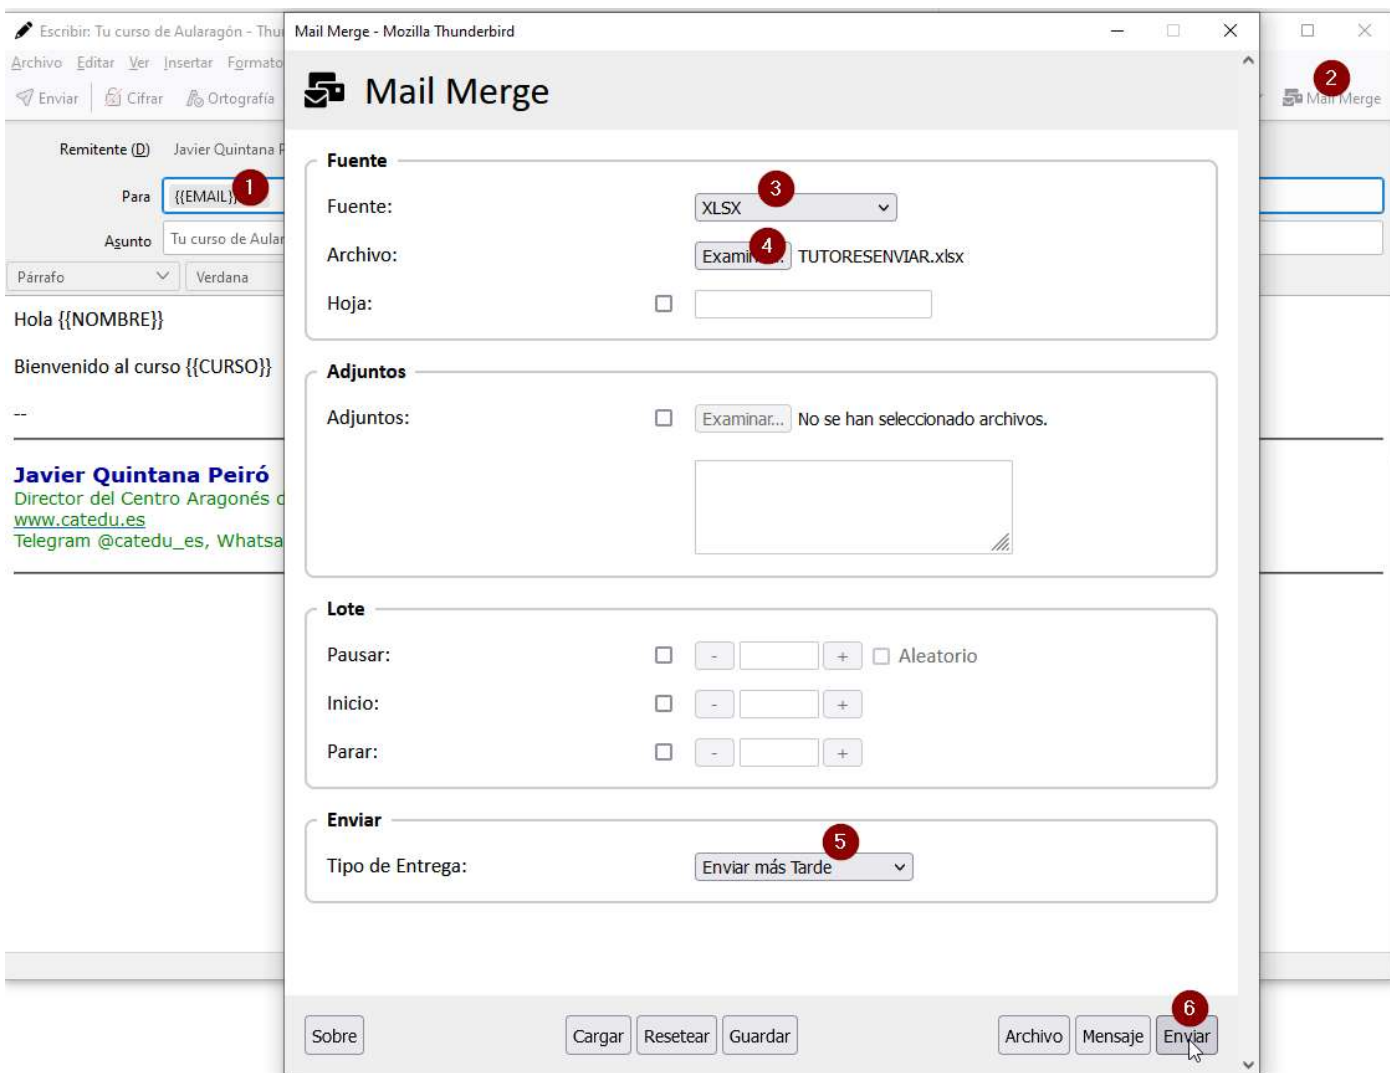 Escribir: Tu curso de Aularagón - Thu
Mail Merge - Mozilla Thunderbird
Archivo Editar Ver Insertar Formato
Enviar Cifrar Ortografía
Mail Merge
2
Mail Merge
Remitente (D) Javier Quintana P
Para {{EMAIL}} 1
Asunto Tu curso de Aular
Párrafo Verdana
Hola {{NOMBRE}}
Bienvenido al curso {{CURSO}}
--
Javier Quintana Peiró
Director del Centro Aragonés d
www.catedu.es
Telegram @catedu_es, Whatsa
Fuente
3
Fuente: XLSX
4
Archivo: Examinar... TUTORESENVIAR.xlsx
Hoja:
Adjuntos
Adjuntos: Examinar... No se han seleccionado archivos.
Lote
Pausar: - + Aleatorio
Inicio: - +
Parar: - +
Enviar
5
Tipo de Entrega: Enviar más Tarde
6
Sobre Cargar Resetear Guardar Archivo Mensaje Enviar